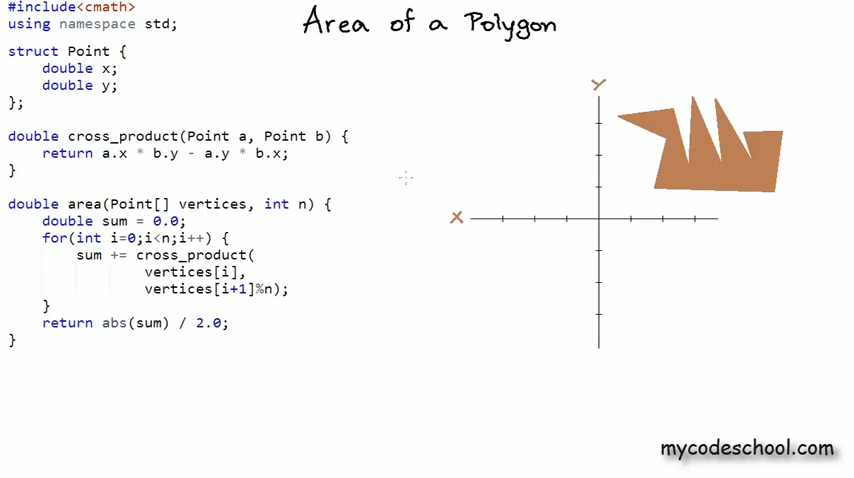 Area of a Polygon
#include<cmath>
using namespace std;
struct Point {
double x;
double y;
};
double cross_product(Point a, Point b) {
return a.x * b.y - a.y * b.x;
}
double area(Point[] vertices, int n) {
double sum = 0.0;
for(int i=0;i<n;i++) {
sum += cross_product(
vertices[i],
vertices[i+1]%n);
}
return abs(sum) / 2.0;
}
Y
X
mycodeschool.com